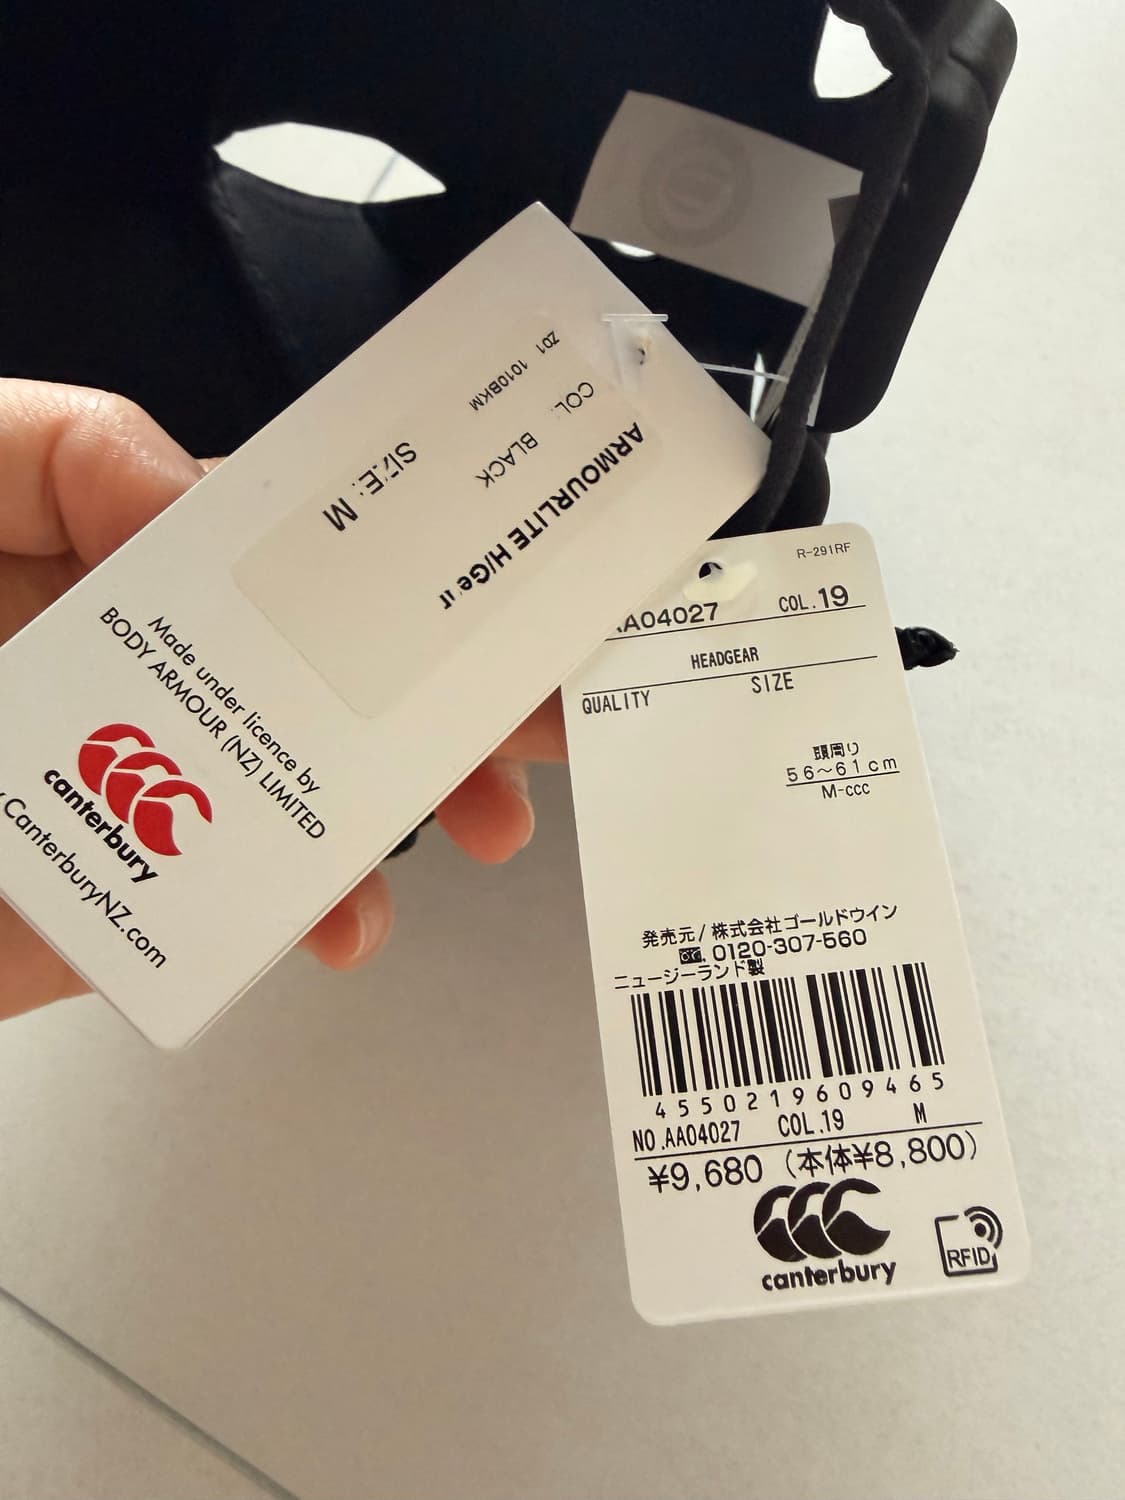 Z01 1010BKM
COL: BLACK
ARMOURLITE H/Ge
SIZE: M
Made under licence by
BODY ARMOUR (NZ) LIMITED
canterbury
CanterburyNZ.com
R-291RF
AA04027 COL.19
HEADGEAR
QUALITY SIZE
頭周り
56〜61cm
M-ccc
発売元/株式会社ゴールドウイン
0120-307-560
ニュージーランド製
4550219609465
NO.AA04027 COL.19 M
¥9,680 (本体¥8,800)
canterbury
RFID